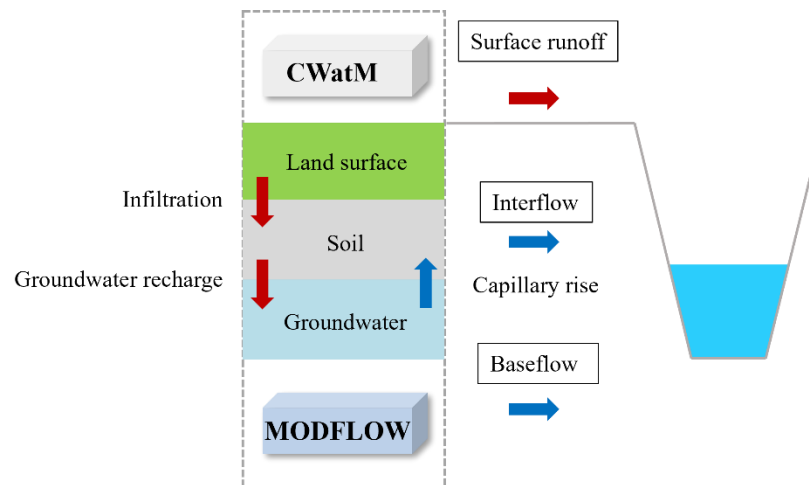 Surface runoff
CWatM
Land surface
Infiltration
Interflow
Soil
Groundwater recharge
Capillary rise
Groundwater
Baseflow
MODFLOW